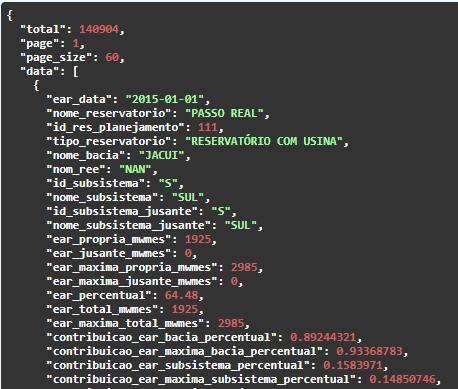 {
"total": 140904,
"page": 1,
"page_size": 60,
"data": [
{
"ear_data": "2015-01-01",
"nome_reservatorio": "PASSO REAL",
"id_res_planejamento": 111,
"tipo_reservatorio": "RESERVATÓRIO COM USINA",
"nome_bacia": "JACUI",
"nom_ree": "NAN",
"id_subsistema": "S",
"nome_subsistema": "SUL",
"id_subsistema_jusante": "S",
"nome_subsistema_jusante": "SUL",
"ear_propria_mwmes": 1925,
"ear_jusante_mwmes": 0,
"ear_maxima_propria_mwmes": 2985,
"ear_maxima_jusante_mwmes": 0,
"ear_percentual": 64.48,
"ear_total_mwmes": 1925,
"ear_maxima_total_mwmes": 2985,
"contribuicao_ear_bacia_percentual": 0.89244321,
"contribuicao_ear_maxima_bacia_percentual": 0.93368783,
"contribuicao_ear_subsistema_percentual": 0.1583971,
"contribuicao_ear_maxima_subsistema_percentual": 0.14850746,